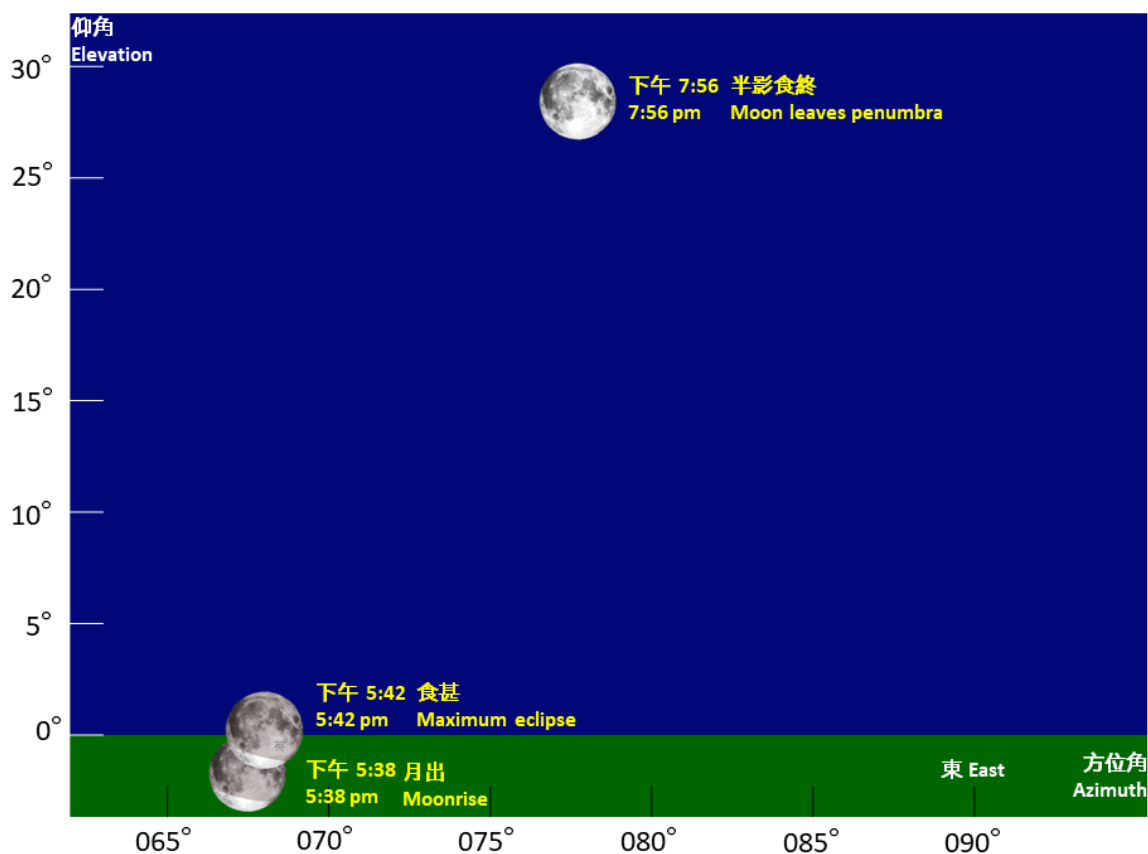 仰角
Elevation
30°
下午 7:56 半影食終
7:56 pm Moon leaves penumbra
25°
20°
15°
10°
5°
下午 5:42 食甚
5:42 pm Maximum eclipse
0°
下午 5:38 月出
5:38 pm Moonrise
東 East
方位角
Azimuth
065° 070° 075° 080° 085° 090°